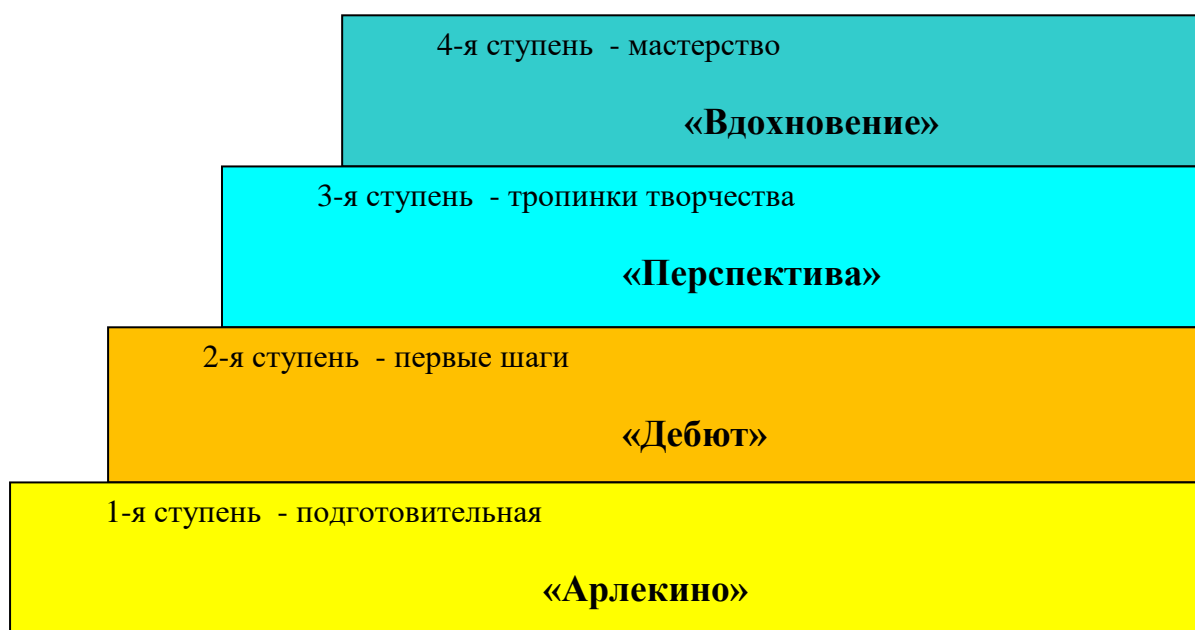 4-я ступень - мастерство
«Вдохновение»
3-я ступень - тропинки творчества
«Перспектива»
2-я ступень - первые шаги
«Дебют»
1-я ступень - подготовительная
«Арлекино»